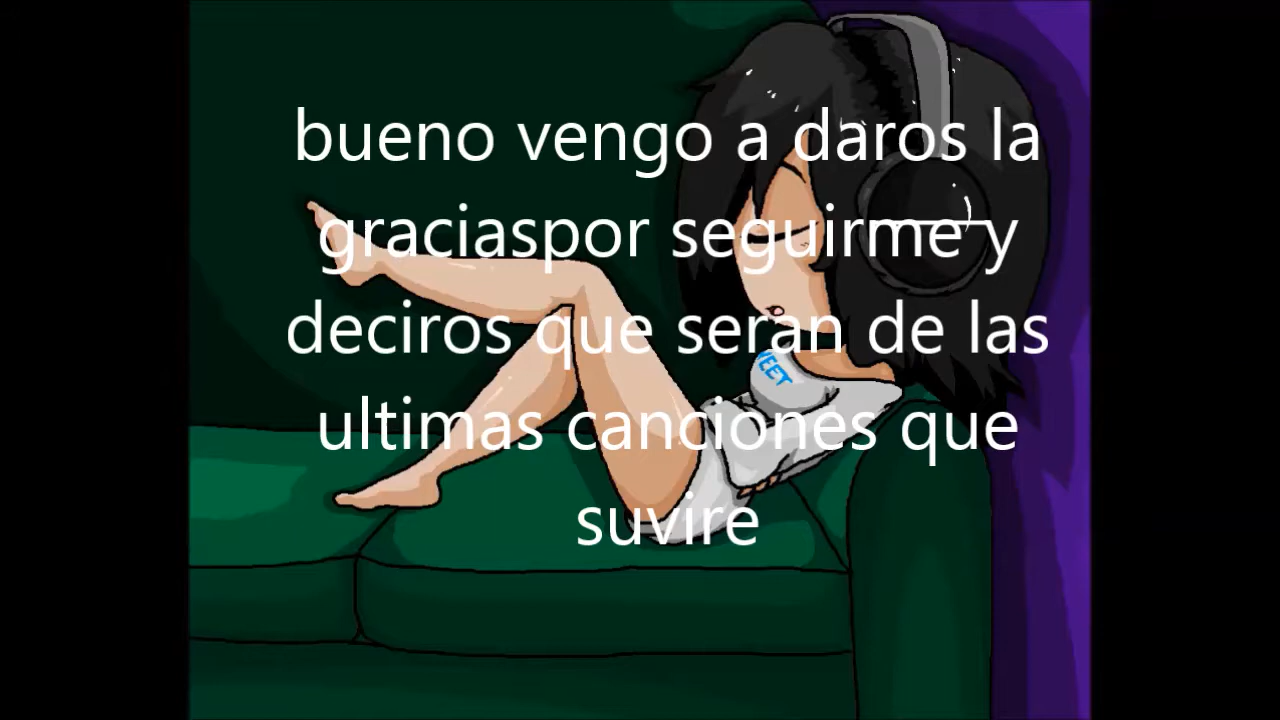 bueno vengo a daros la
graciaspor seguirme y
deciros que seran de las
ultimas canciones que
suvire